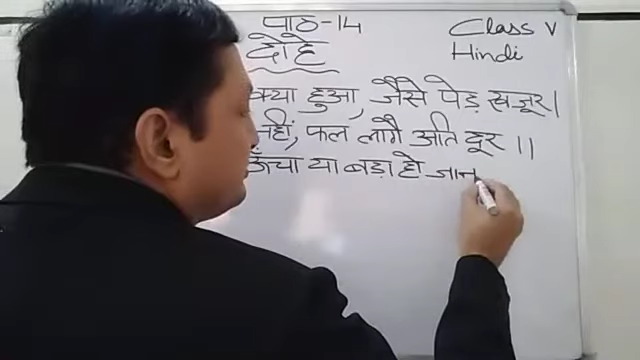 पाठ-14
Class V
दोहे
Hindi
क्या हुआ, जैसे पेड़ खजूर।
नहीं, फल लागै अति दूर ।।
ऊँचा या बड़ा हो जान